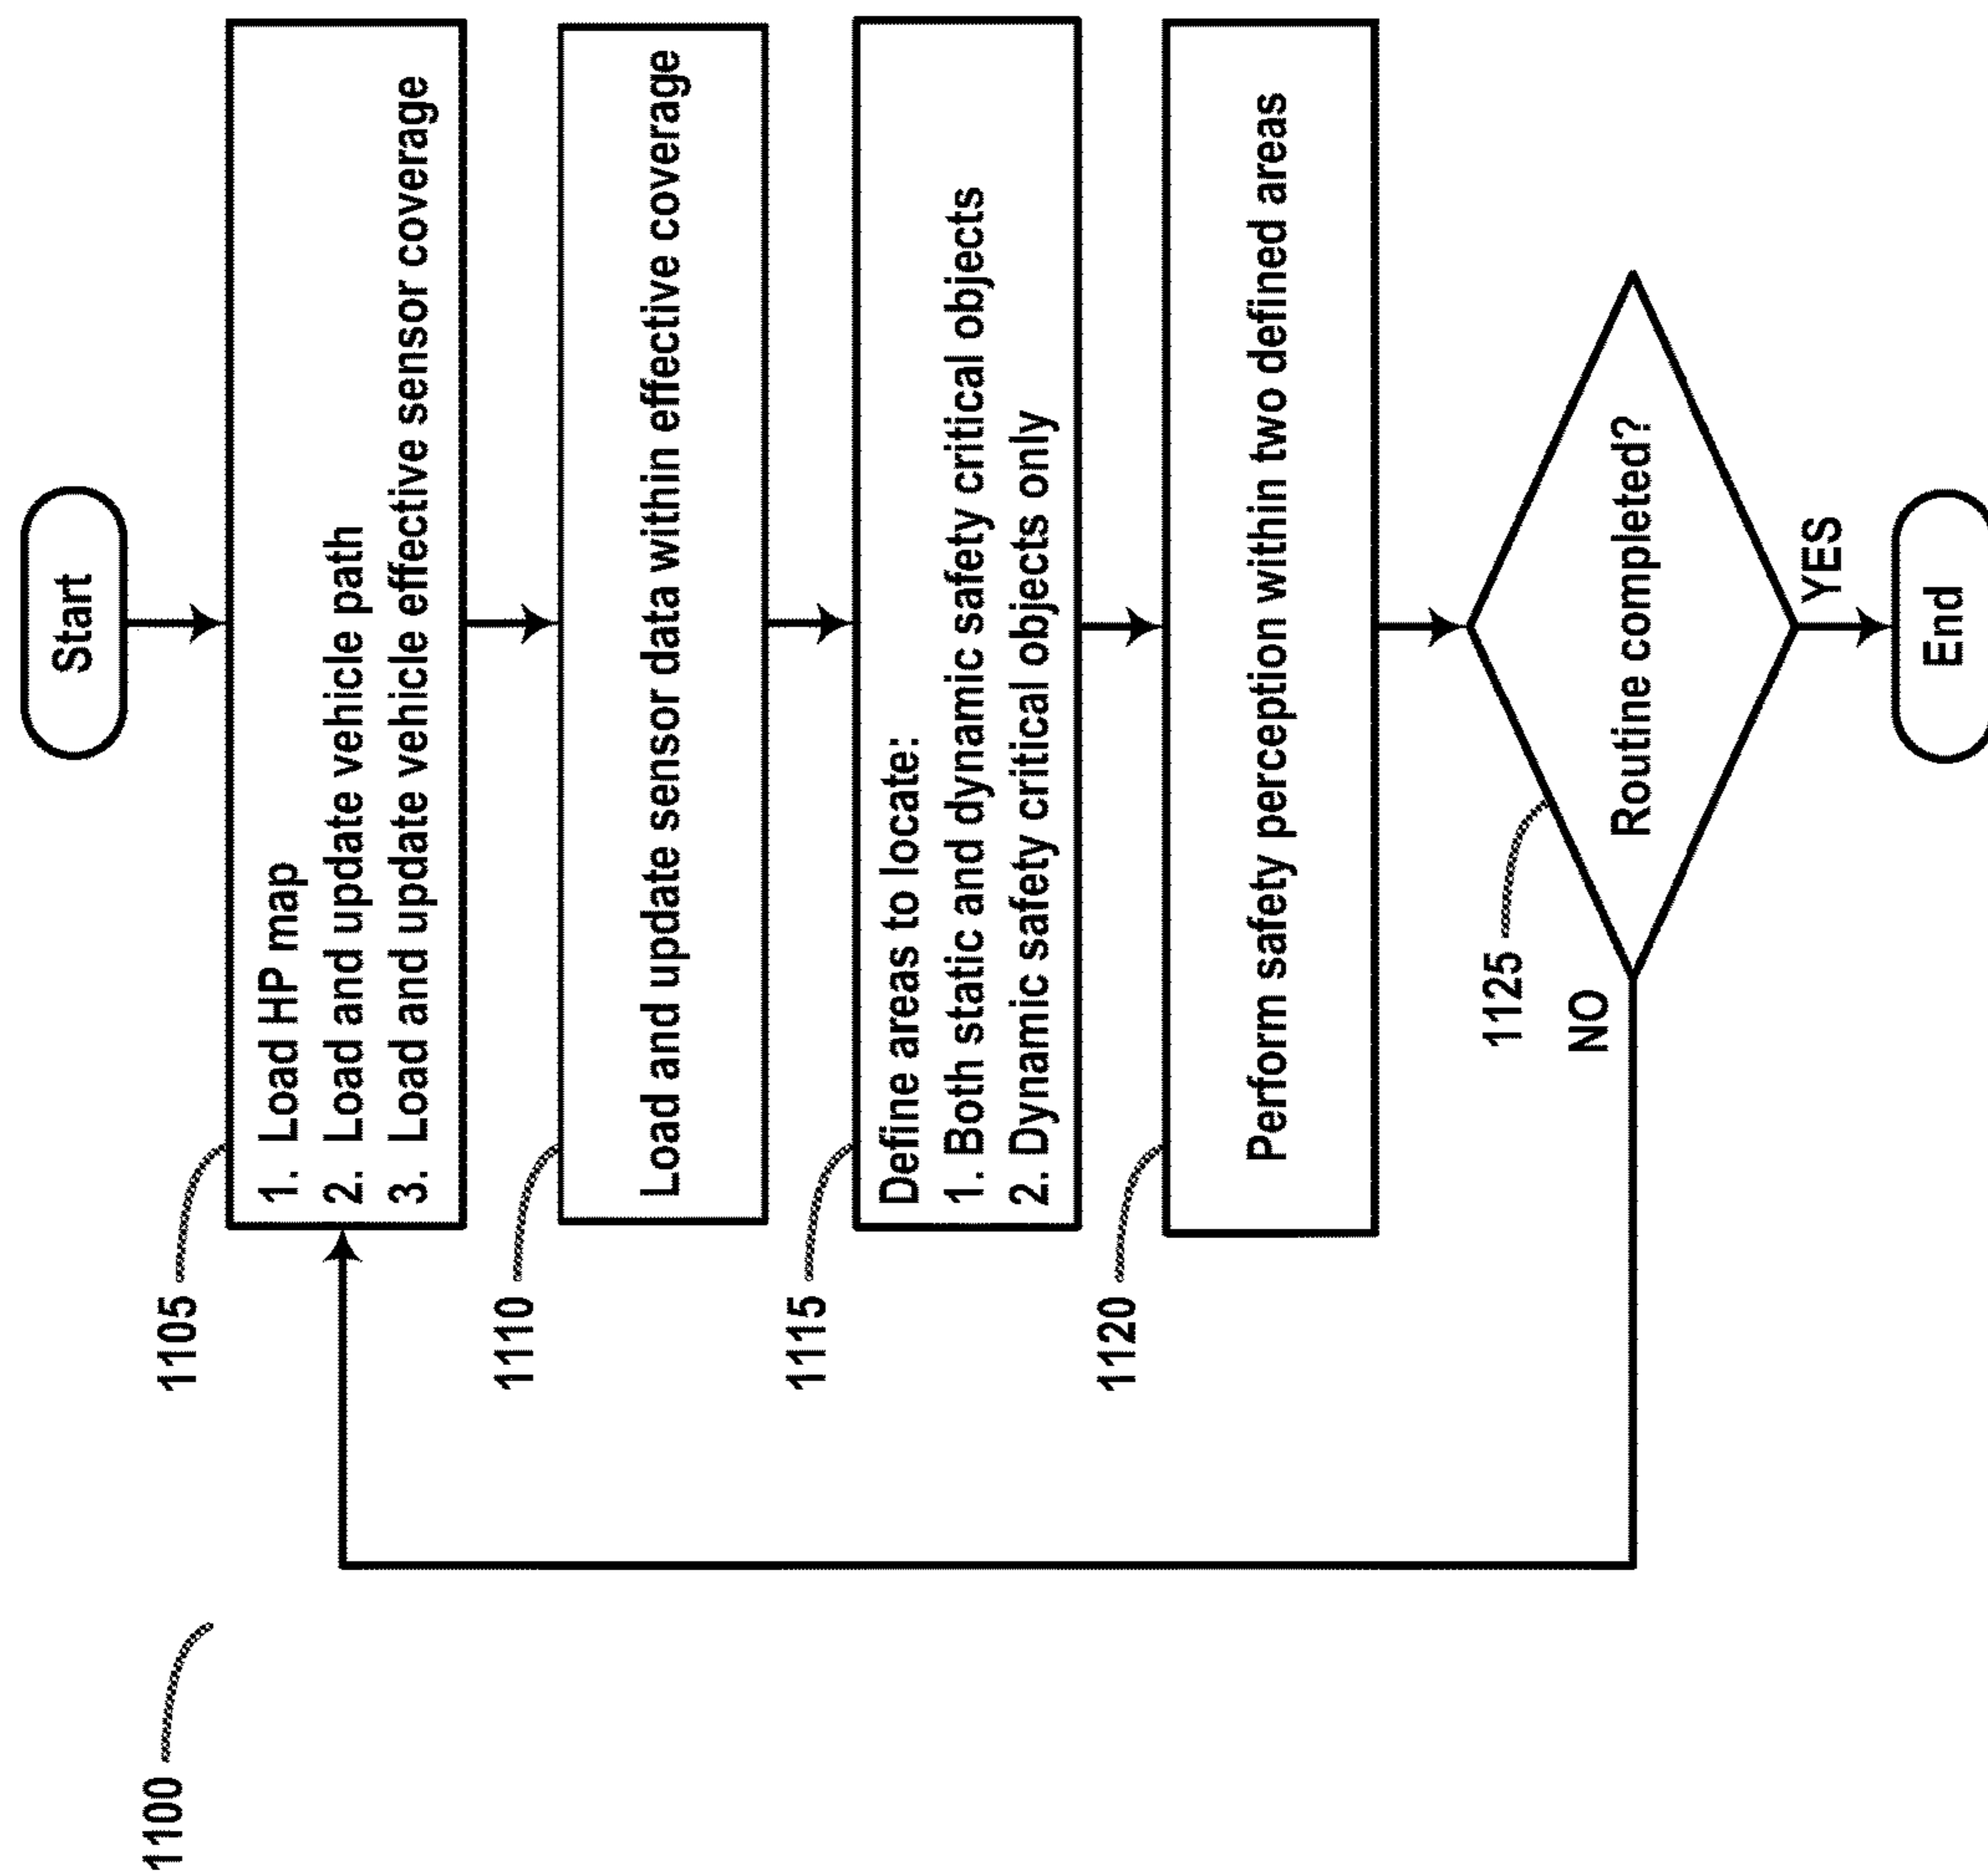 1100
Start
1105
1. Load HP map
2. Load and update vehicle path
3. Load and update vehicle effective sensor coverage
1110
Load and update sensor data within effective coverage
1115
Define areas to locate:
1. Both static and dynamic safety critical objects
2. Dynamic safety critical objects only
1120
Perform safety perception within two defined areas
1125
Routine completed?
NO
YES
End